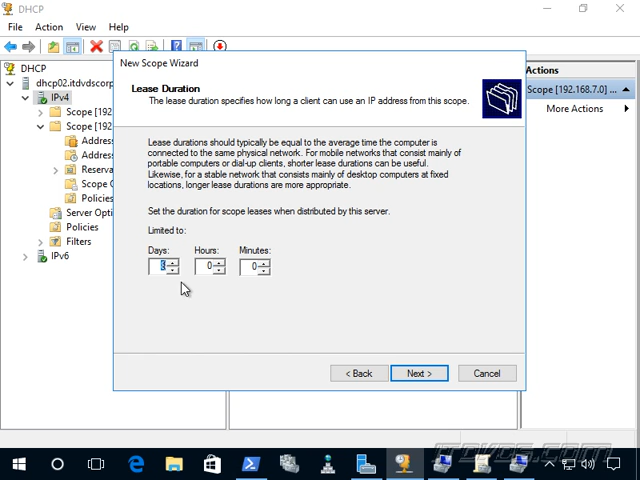 DHCP
File Action View Help
DHCP
dhcp02.itdvdscorp
IPv4
Scope [192
Scope [192
Address
Address
Reserva
Scope O
Policies
Server Opti
Policies
Filters
IPv6
New Scope Wizard
Lease Duration
The lease duration specifies how long a client can use an IP address from this scope.
Lease durations should typically be equal to the average time the computer is
connected to the same physical network. For mobile networks that consist mainly of
portable computers or dial-up clients, shorter lease durations can be useful.
Likewise, for a stable network that consists mainly of desktop computers at fixed
locations, longer lease durations are more appropriate.
Set the duration for scope leases when distributed by this server.
Limited to:
Days: Hours: Minutes:
8 0 0
< Back Next > Cancel
Actions
Scope [192.168.7.0] ...
More Actions
ITDVDS.COM